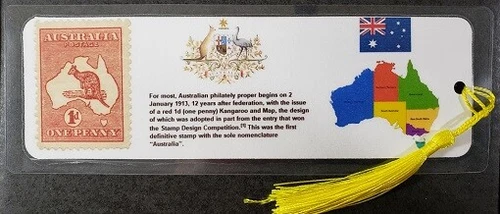 AUSTRALIA
POSTAGE
1d
ONE PENNY
For most, Australian philately proper begins on 2
January 1913, 12 years after federation, with the issue
of a red 1d (one penny) Kangaroo and Map, the design
of which was adopted in part from the entry that won
the Stamp Design Competition.[5] This was the first
definitive stamp with the sole nomenclature
"Australia".